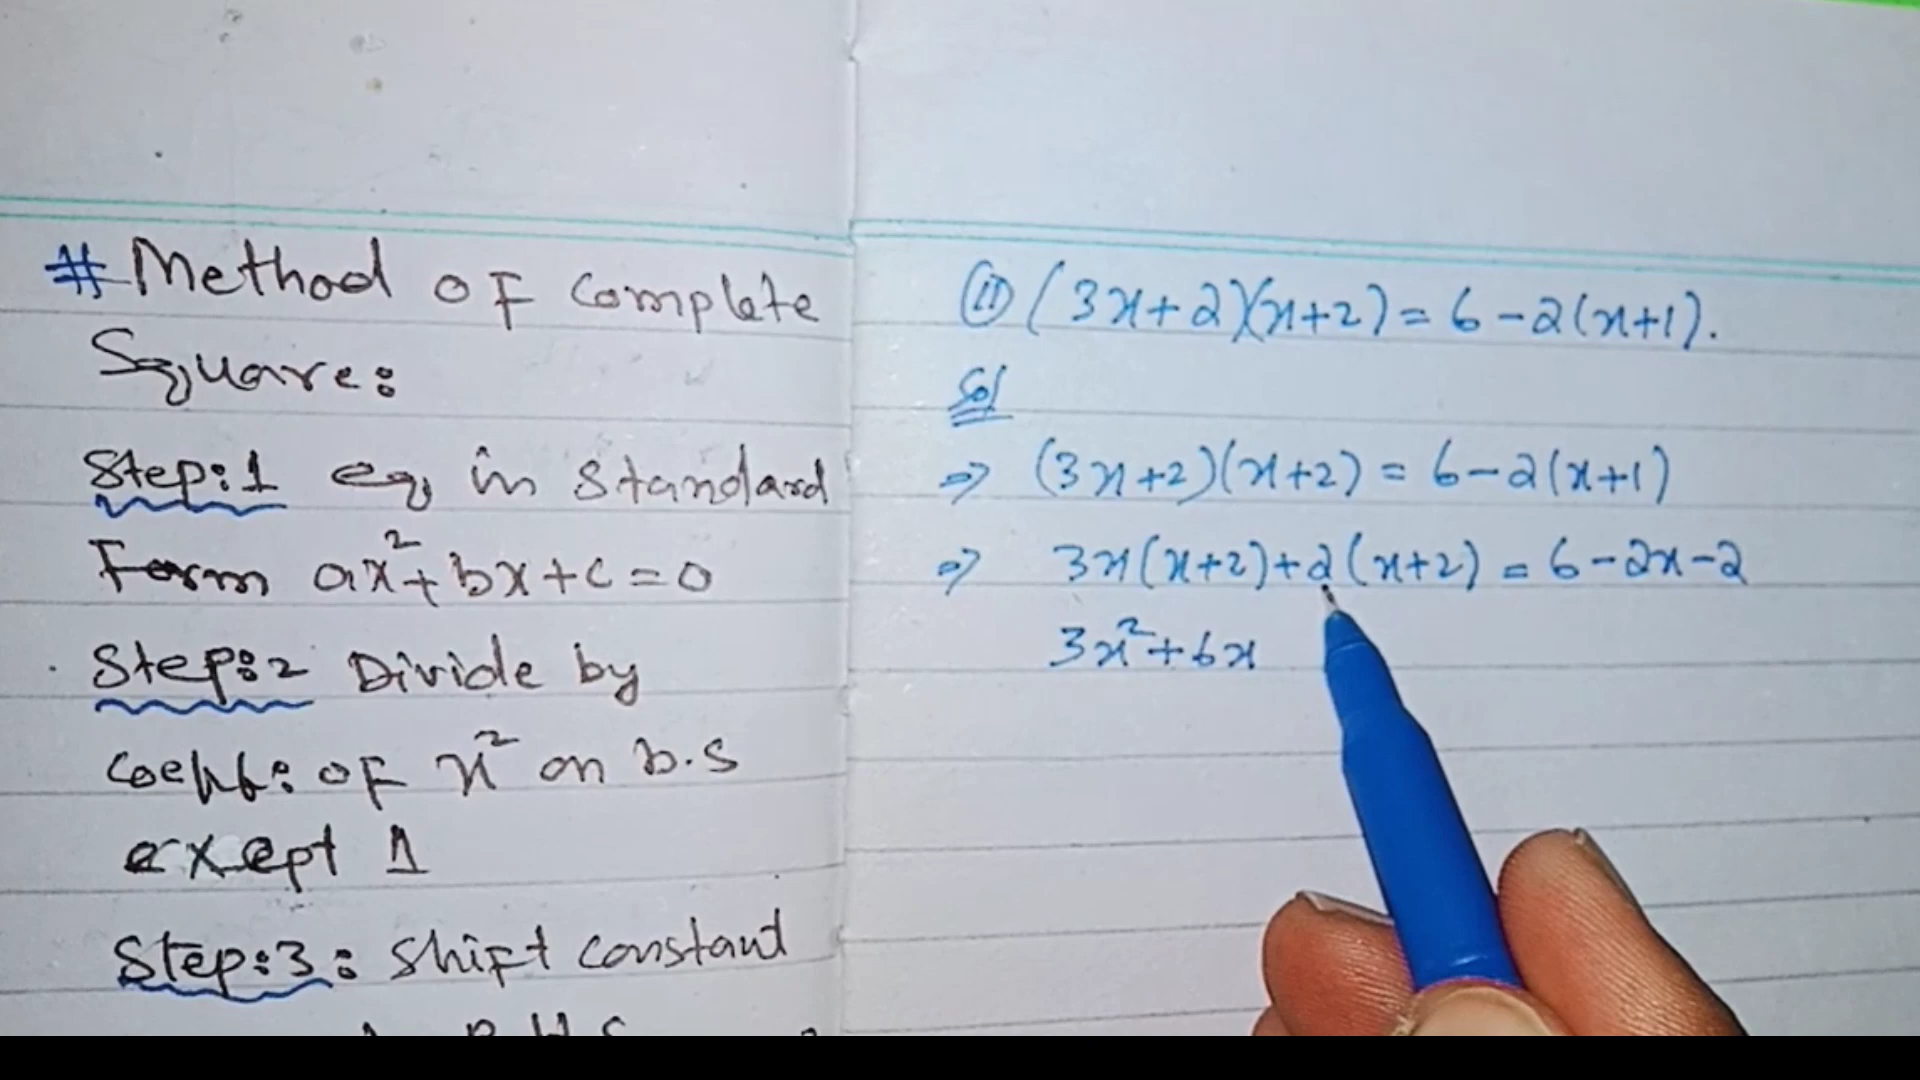 # Method of Complete
Square:
Step:1 eq in standard
Form ax²+bx+c=0
Step:2 Divide by
coeff: of x² on b.s
except 1
Step:3: Shift constant
R.H.S
(ii) (3x+2)(x+2)=6-2(x+1).
Sol
⇒ (3x+2)(x+2)=6-2(x+1)
⇒ 3x(x+2)+2(x+2)=6-2x-2
3x²+6x